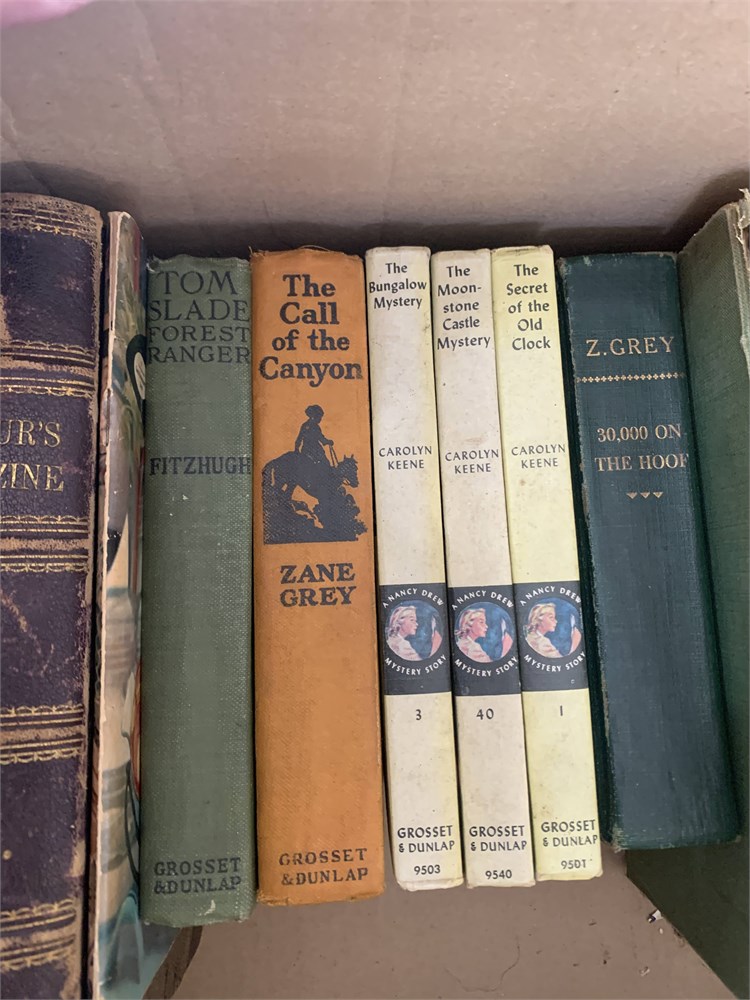 UR'S
ZINE
TOM
SLADE
FOREST
RANGER
FITZHUGH
GROSSET
& DUNLAP
The
Call
of the
Canyon
ZANE
GREY
GROSSET
& DUNLAP
The
Bungalow
Mystery
CAROLYN
KEENE
A NANCY DREW
MYSTERY STORY
3
GROSSET
& DUNLAP
9503
The
Moon-
stone
Castle
Mystery
CAROLYN
KEENE
A NANCY DREW
MYSTERY STORY
40
GROSSET
& DUNLAP
9540
The
Secret
of the
Old
Clock
CAROLYN
KEENE
A NANCY DREW
MYSTERY STORY
1
GROSSET
& DUNLAP
9501
Z. GREY
30,000 ON
THE HOOF